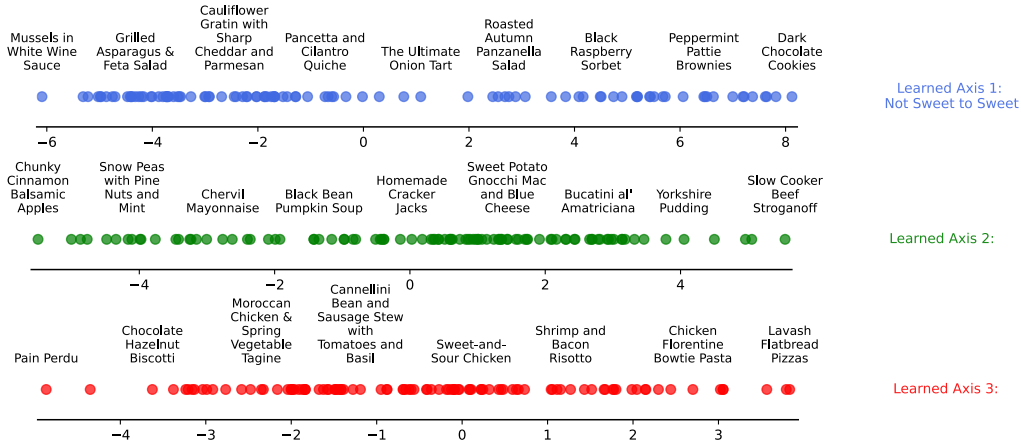 Mussels in
White Wine
Sauce
Grilled
Asparagus &
Feta Salad
Cauliflower
Gratin with
Sharp
Cheddar and
Parmesan
Pancetta and
Cilantro
Quiche
The Ultimate
Onion Tart
Roasted
Autumn
Panzanella
Salad
Black
Raspberry
Sorbet
Peppermint
Pattie
Brownies
Dark
Chocolate
Cookies
−6 −4 −2 0 2 4 6 8
Learned Axis 1:
Not Sweet to Sweet
Chunky
Cinnamon
Balsamic
Apples
Snow Peas
with Pine
Nuts and
Mint
Chervil
Mayonnaise
Black Bean
Pumpkin Soup
Homemade
Cracker
Jacks
Sweet Potato
Gnocchi Mac
and Blue
Cheese
Bucatini al'
Amatriciana
Yorkshire
Pudding
Slow Cooker
Beef
Stroganoff
−4 −2 0 2 4
Learned Axis 2:
Pain Perdu
Chocolate
Hazelnut
Biscotti
Moroccan
Chicken &
Spring
Vegetable
Tagine
Cannellini
Bean and
Sausage Stew
with
Tomatoes and
Basil
Sweet-and-
Sour Chicken
Shrimp and
Bacon
Risotto
Chicken
Florentine
Bowtie Pasta
Lavash
Flatbread
Pizzas
−4 −3 −2 −1 0 1 2 3
Learned Axis 3: